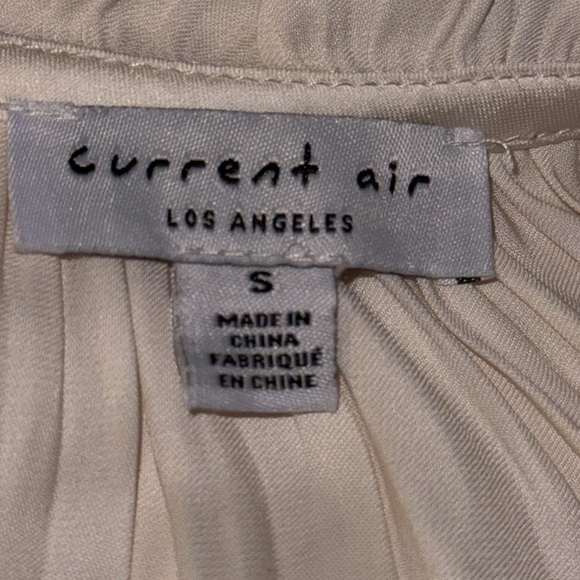 current air
LOS ANGELES
S
MADE IN
CHINA
FABRIQUÉ
EN CHINE